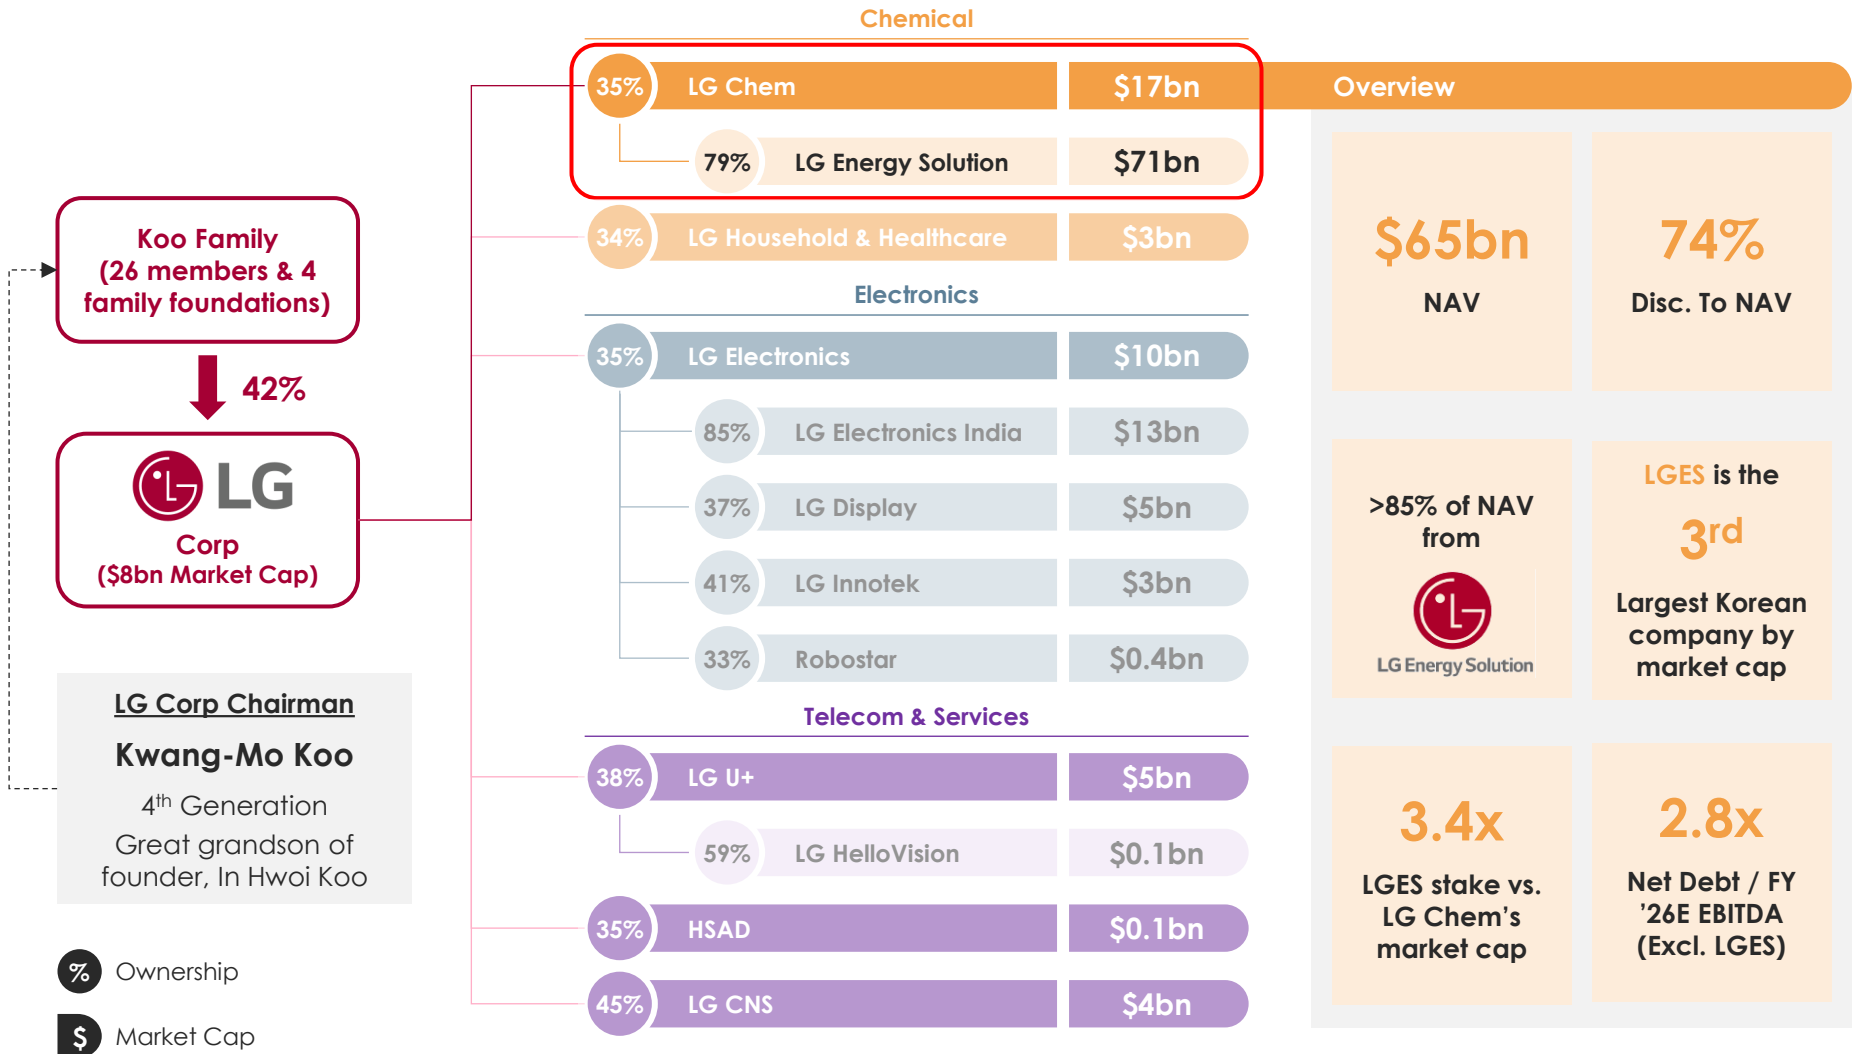 Chemical
35% LG Chem $17bn
79% LG Energy Solution $71bn
34% LG Household & Healthcare $3bn
Electronics
35% LG Electronics $10bn
85% LG Electronics India $13bn
37% LG Display $5bn
41% LG Innotek $3bn
33% Robostar $0.4bn
Telecom & Services
38% LG U+ $5bn
59% LG HelloVision $0.1bn
35% HSAD $0.1bn
45% LG CNS $4bn
Koo Family
(26 members & 4
family foundations)
42%
LG
Corp
($8bn Market Cap)
LG Corp Chairman
Kwang-Mo Koo
4th Generation
Great grandson of
founder, In Hwoi Koo
% Ownership
$ Market Cap
Overview
$65bn
NAV
74%
Disc. To NAV
>85% of NAV
from
LG Energy Solution
LGES is the
3rd
Largest Korean
company by
market cap
3.4x
LGES stake vs.
LG Chem’s
market cap
2.8x
Net Debt / FY
’26E EBITDA
(Excl. LGES)